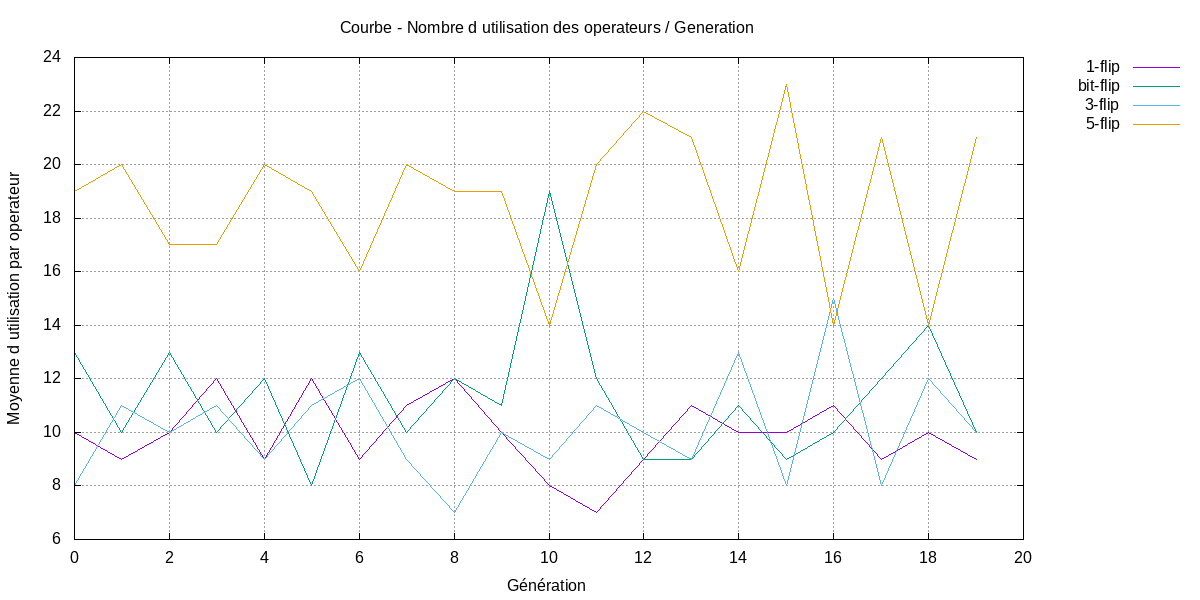 Courbe - Nombre d utilisation des operateurs / Generation
1-flip
bit-flip
3-flip
5-flip
Moyenne d utilisation par operateur
24
22
20
18
16
14
12
10
8
6
0 2 4 6 8 10 12 14 16 18 20
Génération